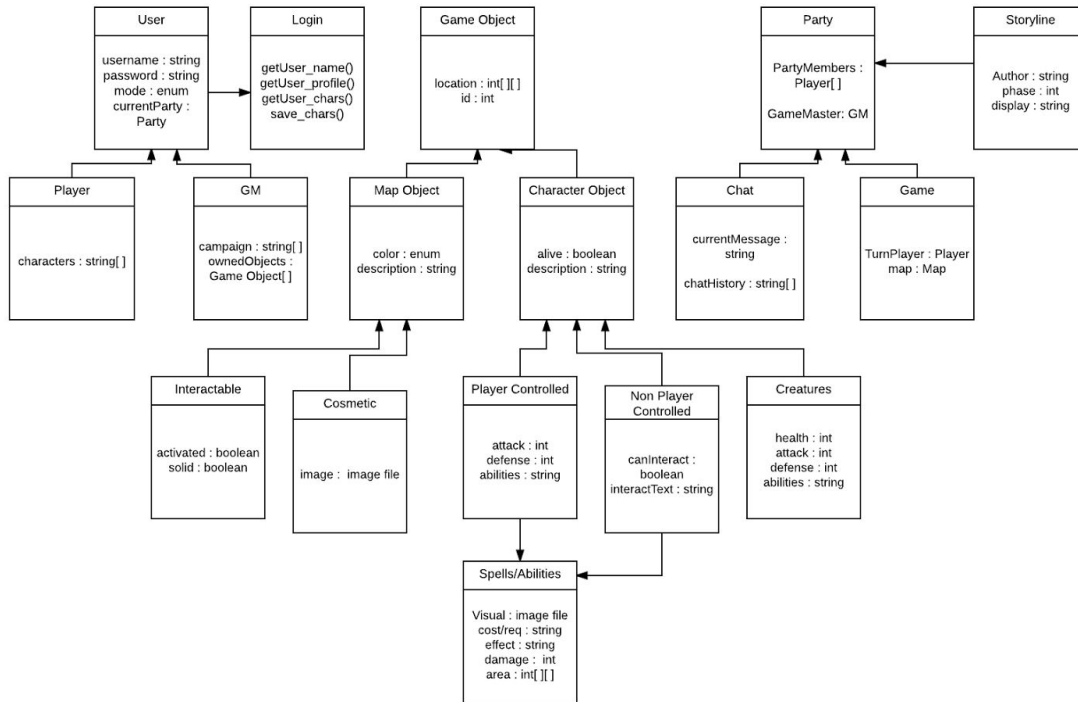 User
username : string
password : string
mode : enum
currentParty :
Party
Login
getUser_name()
getUser_profile()
getUser_chars()
save_chars()
Game Object
location : int[ ][ ]
id : int
Party
PartyMembers :
Player[ ]
GameMaster: GM
Storyline
Author : string
phase : int
display : string
Player
characters : string[ ]
GM
campaign : string[ ]
ownedObjects :
Game Object[ ]
Map Object
color : enum
description : string
Character Object
alive : boolean
description : string
Chat
currentMessage :
string
chatHistory : string[ ]
Game
TurnPlayer : Player
map : Map
Interactable
activated : boolean
solid : boolean
Cosmetic
image :  image file
Player Controlled
attack : int
defense : int
abilities : string
Non Player
Controlled
canInteract :
boolean
interactText : string
Creatures
health : int
attack : int
defense : int
abilities : string
Spells/Abilities
Visual : image file
cost/req : string
effect : string
damage :  int
area : int[ ][ ]